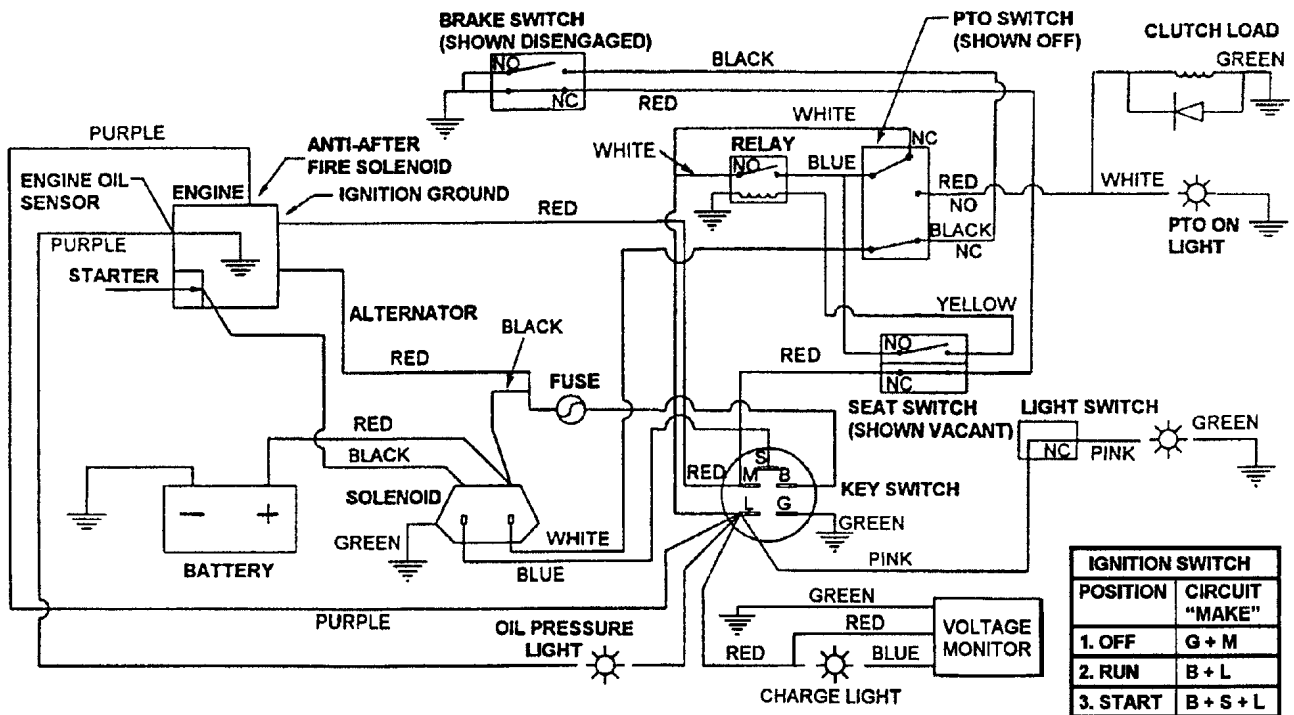 BRAKE SWITCH
(SHOWN DISENGAGED)
PTO SWITCH
(SHOWN OFF)
CLUTCH LOAD
GREEN
NO
BLACK
NC
RED
PURPLE
ANTI-AFTER
FIRE SOLENOID
WHITE
NC
WHITE
RELAY
NO
BLUE
ENGINE OIL
SENSOR
ENGINE
IGNITION GROUND
RED
RED
NO
WHITE
PURPLE
BLACK
NC
PTO ON
LIGHT
STARTER
ALTERNATOR
BLACK
YELLOW
RED
RED
NO
NC
FUSE
SEAT SWITCH
(SHOWN VACANT)
LIGHT SWITCH
GREEN
NC
PINK
RED
BLACK
S
RED
M
B
KEY SWITCH
SOLENOID
L
G
GREEN
- +
GREEN
WHITE
BLUE
PINK
BATTERY
PURPLE
OIL PRESSURE
LIGHT
GREEN
RED
RED
BLUE
VOLTAGE
MONITOR
CHARGE LIGHT
IGNITION SWITCH
POSITION CIRCUIT
"MAKE"
1. OFF G + M
2. RUN B + L
3. START B + S + L